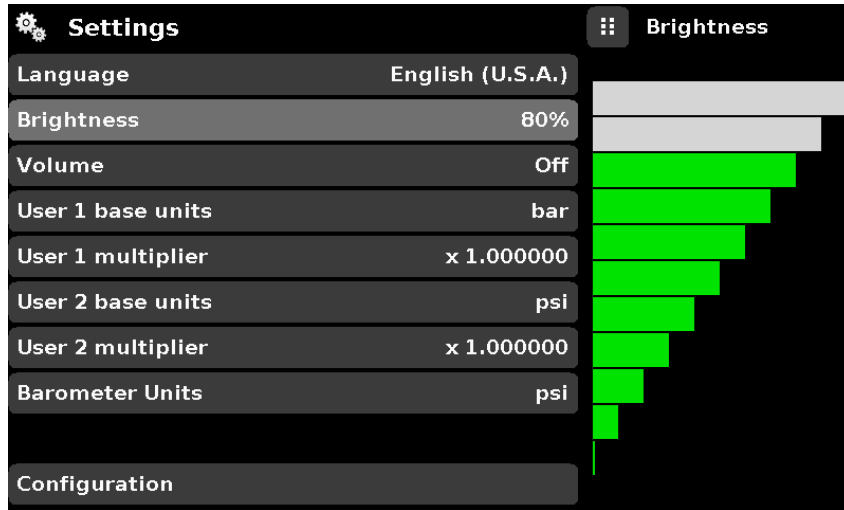 Settings
Brightness
Language English (U.S.A.)
Brightness 80%
Volume Off
User 1 base units bar
User 1 multiplier x 1.000000
User 2 base units psi
User 2 multiplier x 1.000000
Barometer Units psi
Configuration